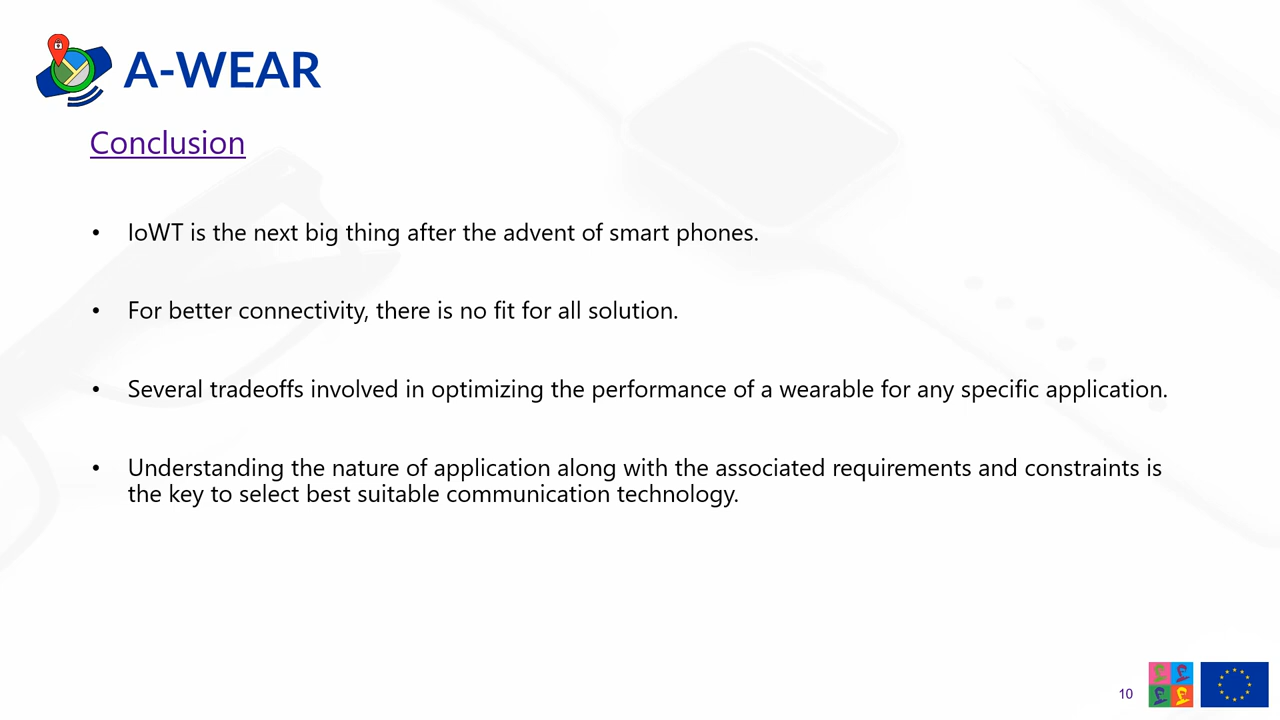 A-WEAR
Conclusion
• IoWT is the next big thing after the advent of smart phones.
• For better connectivity, there is no fit for all solution.
• Several tradeoffs involved in optimizing the performance of a wearable for any specific application.
• Understanding the nature of application along with the associated requirements and constraints is
the key to select best suitable communication technology.
10